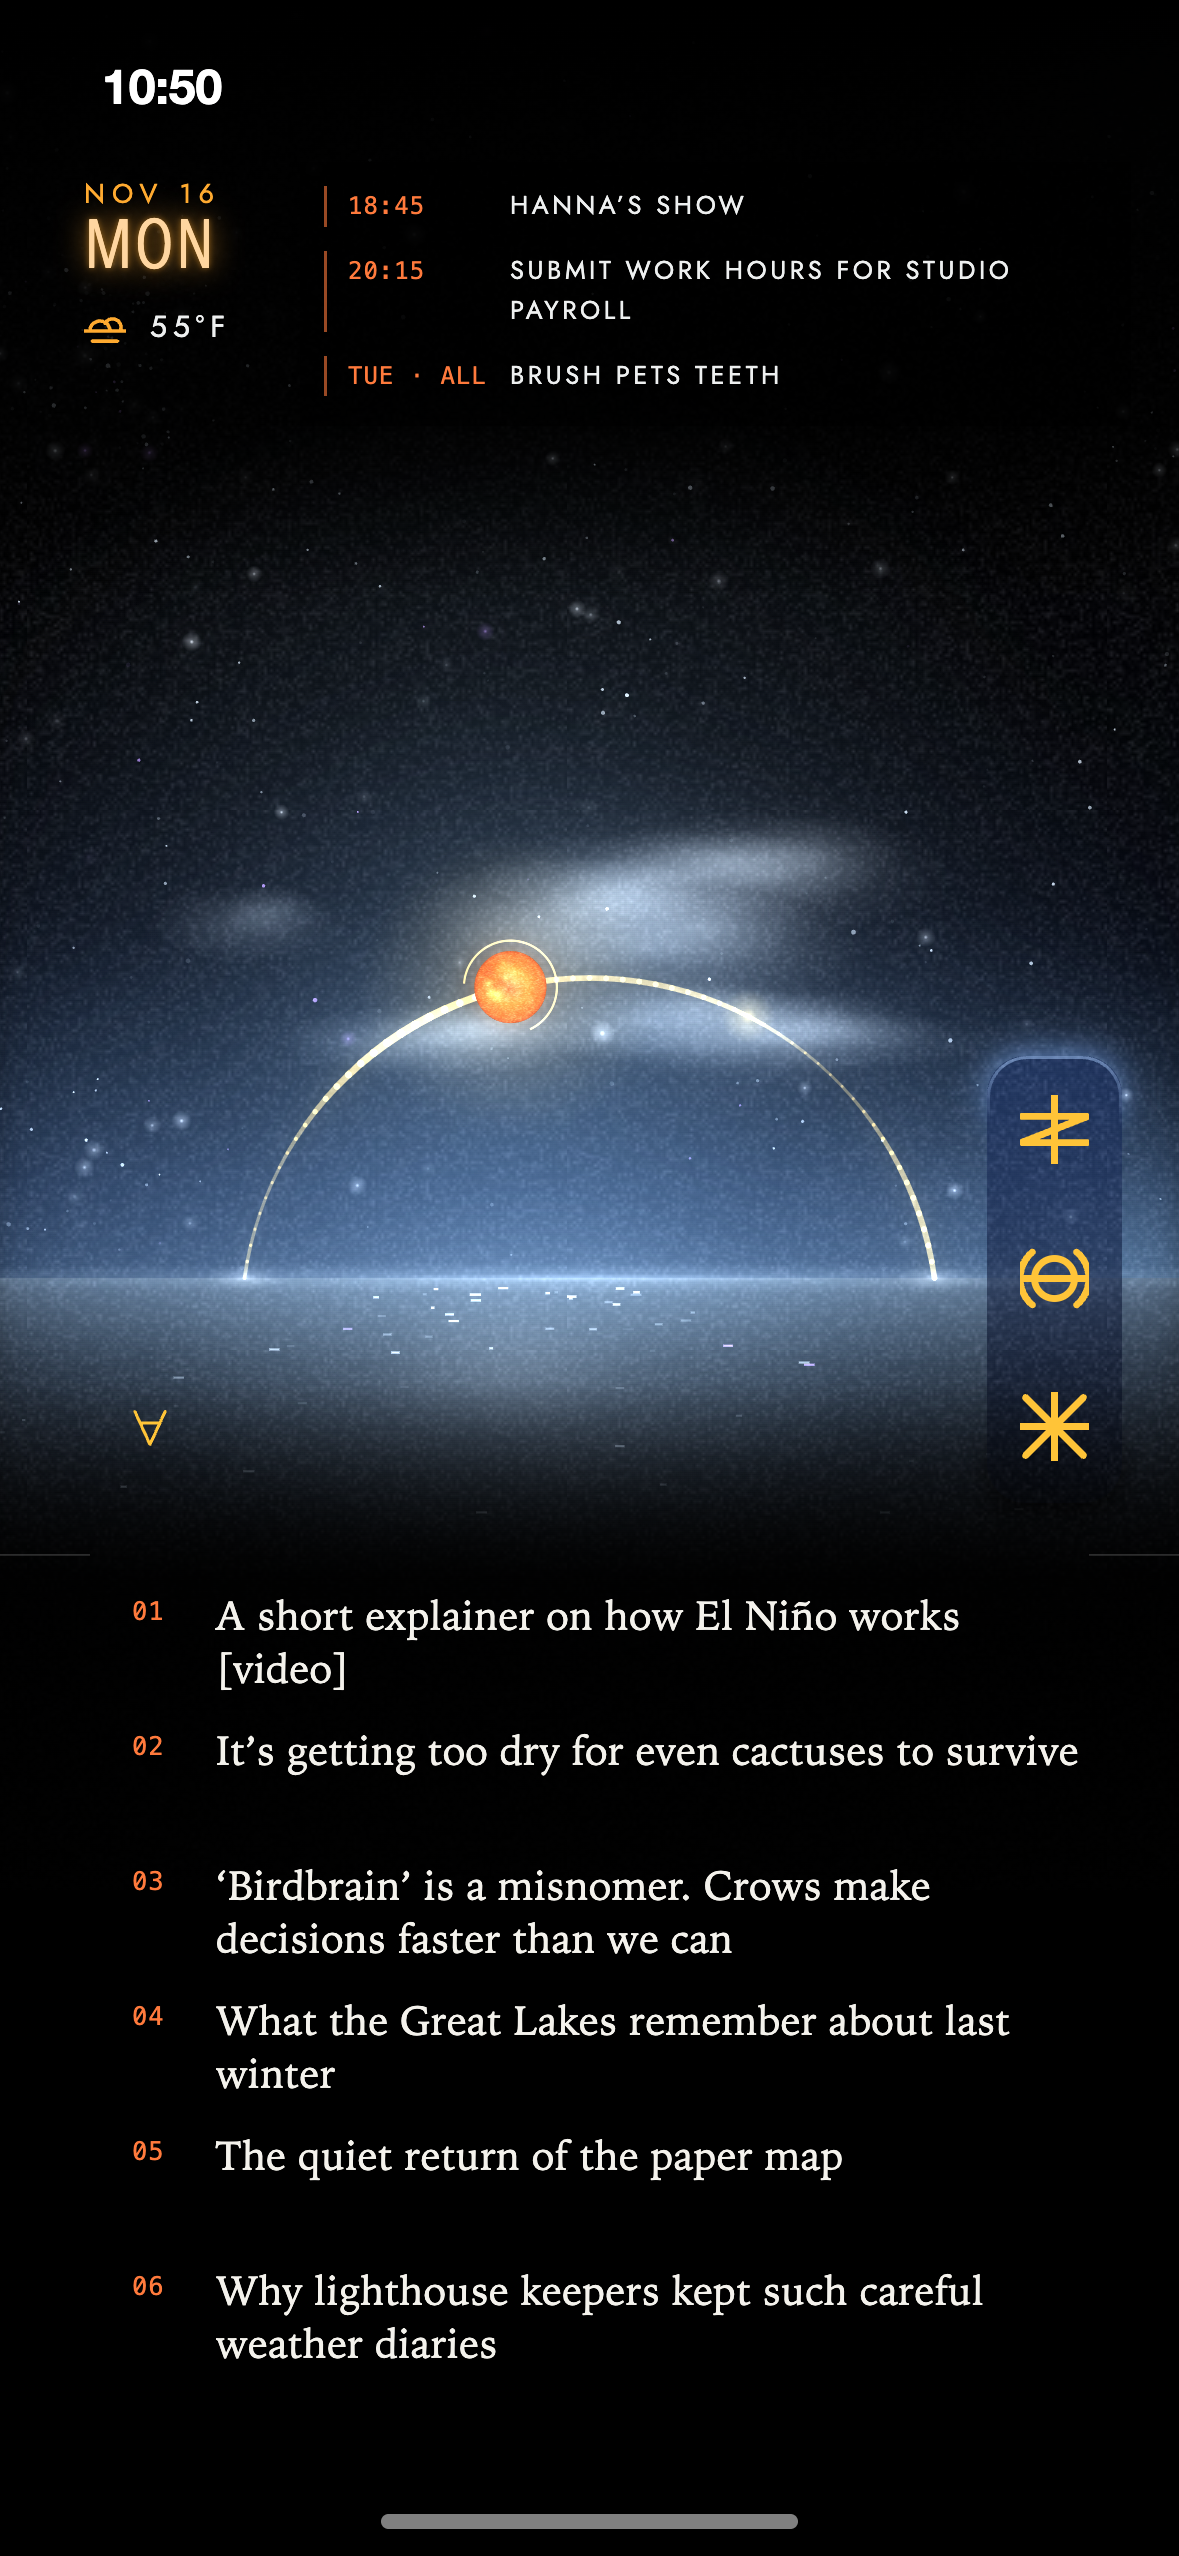 10:50
NOV 16
MON
55°F
18:45 HANNA’S SHOW
20:15 SUBMIT WORK HOURS FOR STUDIO
PAYROLL
TUE · ALL BRUSH PETS TEETH
01 A short explainer on how El Niño works
[video]
02 It’s getting too dry for even cactuses to survive
03 ‘Birdbrain’ is a misnomer. Crows make
decisions faster than we can
04 What the Great Lakes remember about last
winter
05 The quiet return of the paper map
06 Why lighthouse keepers kept such careful
weather diaries